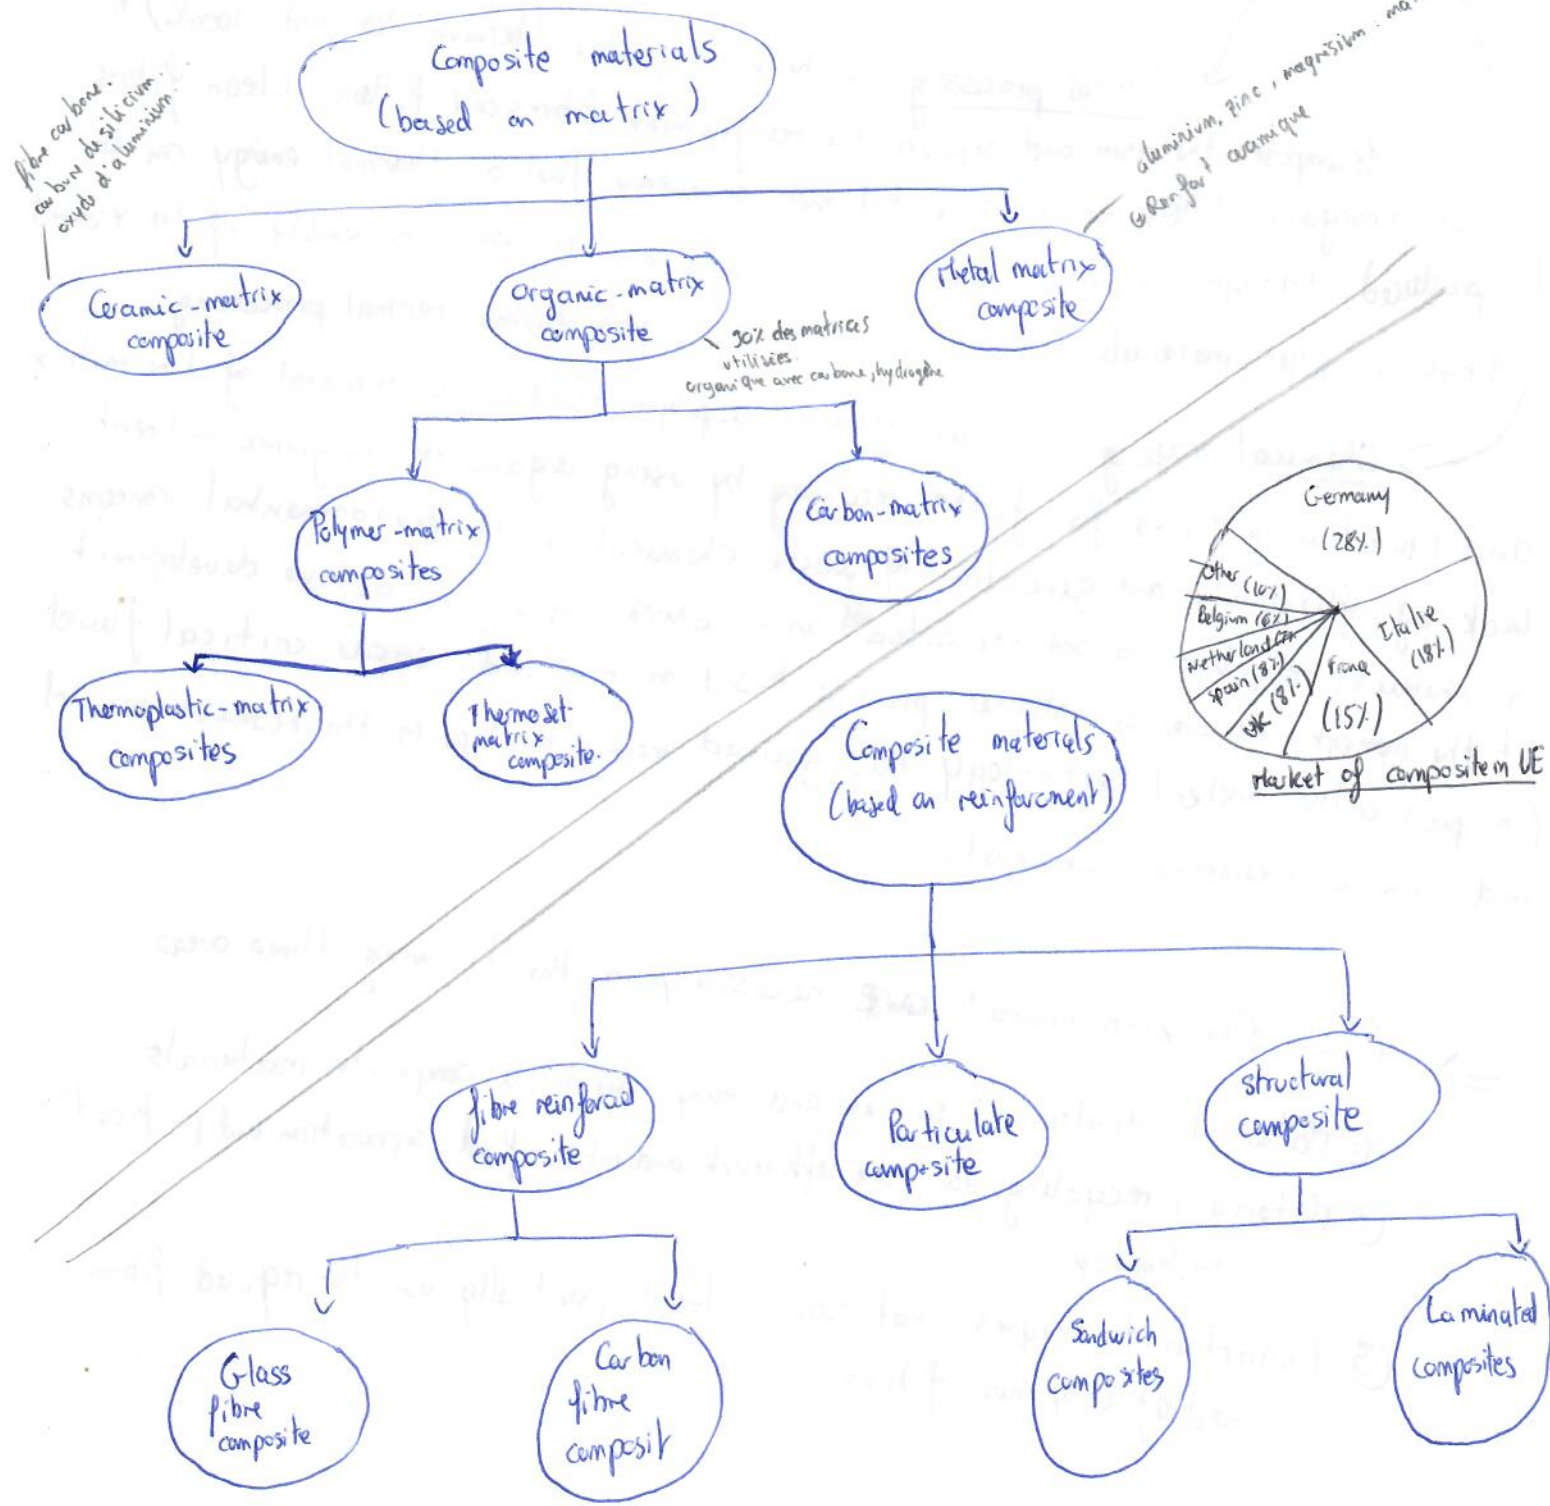 Composite materials
(based on matrix)
fibre carbone.
carbure de silicium
oxyde d'aluminium.
aluminium, zinc, magnésium
Renfort céramique
Ceramic-matrix
composite
Organic-matrix
composite
Metal matrix
composite
90% des matrices
utilisées.
organique avec carbone, hydrogène
Polymer-matrix
composites
Carbon-matrix
composites
Thermoplastic-matrix
composites
Thermoset-
matrix
composite.
Germany
(28%)
Other (10%)
Belgium (6%)
Netherland
Spain (8%)
UK (8%)
France
(15%)
Italie
(18%)
Market of composite in UE
Composite materials
(based on reinforcment)
fibre reinforced
composite
Particulate
composite
structural
composite
Glass
fibre
composite
Carbon
fibre
composit
Sandwich
composites
Laminated
composites